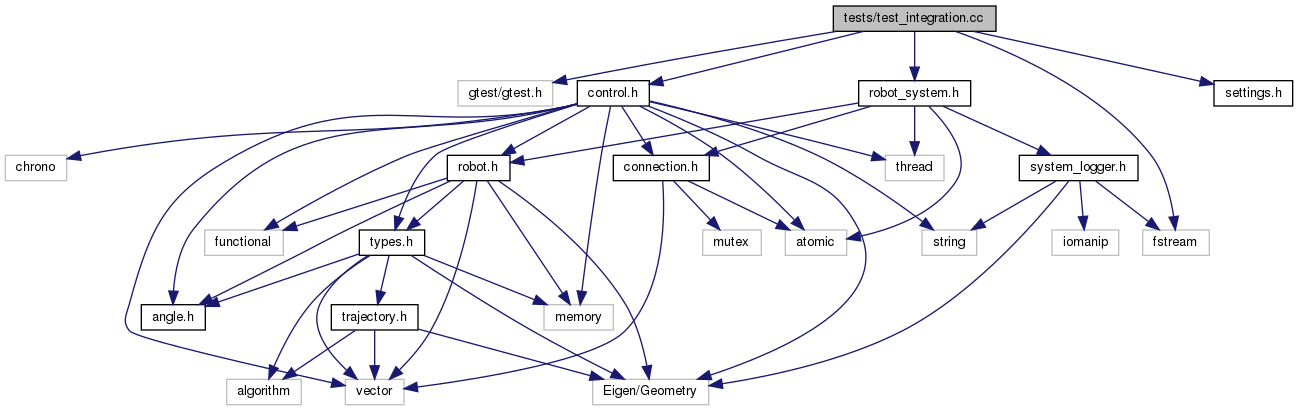 tests/test_integration.cc
gtest/gtest.h
control.h
robot_system.h
settings.h
chrono
robot.h
connection.h
thread
system_logger.h
functional
types.h
mutex
atomic
string
iomanip
fstream
angle.h
trajectory.h
memory
algorithm
vector
Eigen/Geometry